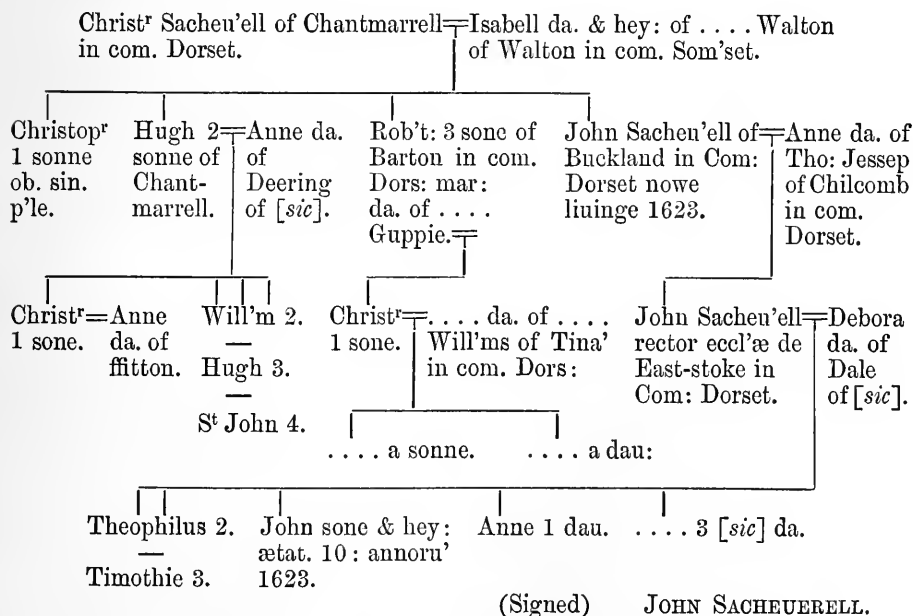 Christʳ Sacheu'ell of Chantmarrell=Isabell da. & hey: of . . . . Walton
in com. Dorset.
of Walton in com. Som'set.
Christopʳ
1 sonne
ob. sin.
p'le.
Hugh 2=
sonne of
Chant-
marrell.
Anne da.
of
Deering
of [sic].
Rob't: 3 sone of
Barton in com.
Dors: mar:
da. of . . . .
Guppie.=
John Sacheu'ell of=
Buckland in Com:
Dorset nowe
liuinge 1623.
Anne da. of
Tho: Jessep
of Chilcomb
in com.
Dorset.
Christʳ=
1 sone.
Anne
da. of
ffitton.
Will'm 2.
—
Hugh 3.
—
Sᵗ John 4.
Christʳ=
1 sone.
. . . . da. of . . . .
Will'ms of Tina'
in com. Dors:
John Sacheu'ell=
rector eccl'æ de
East-stoke in
Com: Dorset.
Debora
da. of
Dale
of [sic].
. . . . a sonne.
. . . . a dau:
Theophilus 2.
—
Timothie 3.
John sone & hey:
ætat. 10: annoru'
1623.
Anne 1 dau.
. . . . 3 [sic] da.
(Signed) JOHN SACHEUERELL.